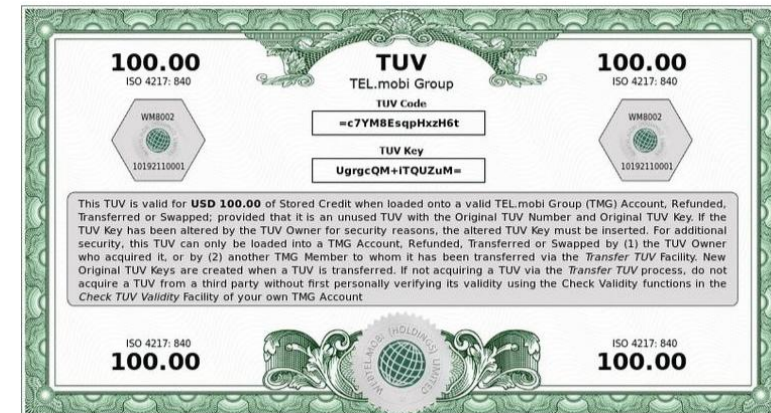 100.00
ISO 4217: 840
TUV
TEL.mobi Group
100.00
ISO 4217: 840
TUV Code
=c7YM8EsqpHxzH6t
TUV Key
UgrgcQM+iTQUZuM=
WM8002
10192110001
WM8002
10192110001
This TUV is valid for USD 100.00 of Stored Credit when loaded onto a valid TEL.mobi Group (TMG) Account, Refunded,
Transferred or Swapped; provided that it is an unused TUV with the Original TUV Number and Original TUV Key. If the
TUV Key has been altered by the TUV Owner for security reasons, the altered TUV Key must be inserted. For additional
security, this TUV can only be loaded into a TMG Account, Refunded, Transferred or Swapped by (1) the TUV Owner
who acquired it, or by (2) another TMG Member to whom it has been transferred via the Transfer TUV Facility. New
Original TUV Keys are created when a TUV is transferred. If not acquiring a TUV via the Transfer TUV process, do not
acquire a TUV from a third party without first personally verifying its validity using the Check Validity functions in the
Check TUV Validity Facility of your own TMG Account
ISO 4217: 840
100.00
WEBTEL.MOBI (HOLDINGS) LIMITED
ISO 4217: 840
100.00